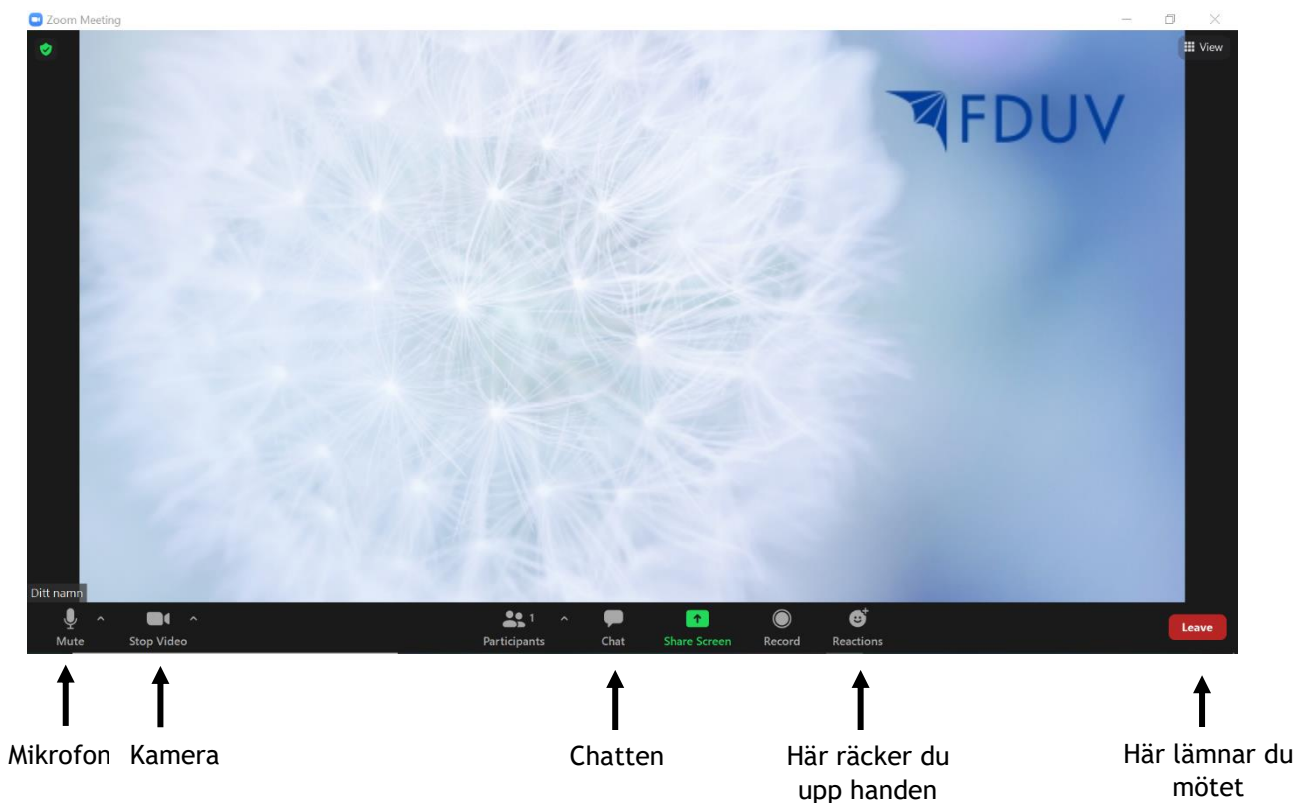 Zoom Meeting
View
FDUV
Ditt namn
1
Mute
Stop Video
Participants
Chat
Share Screen
Record
Reactions
Leave
Mikrofon
Kamera
Chatten
Här räcker du
upp handen
Här lämnar du
mötet